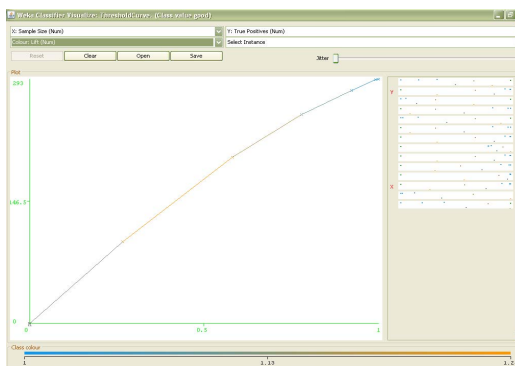 Weka Classifier Visualize: ThresholdCurve. (Class value good)
X: Sample Size (Num)
Y: True Positives (Num)
Colour: Lift (Num)
Select Instance
Reset
Clear
Open
Save
Jitter
Plot
293
146.5
0
0
0.5
1
Y
X
Class colour
1
1.13
1.2